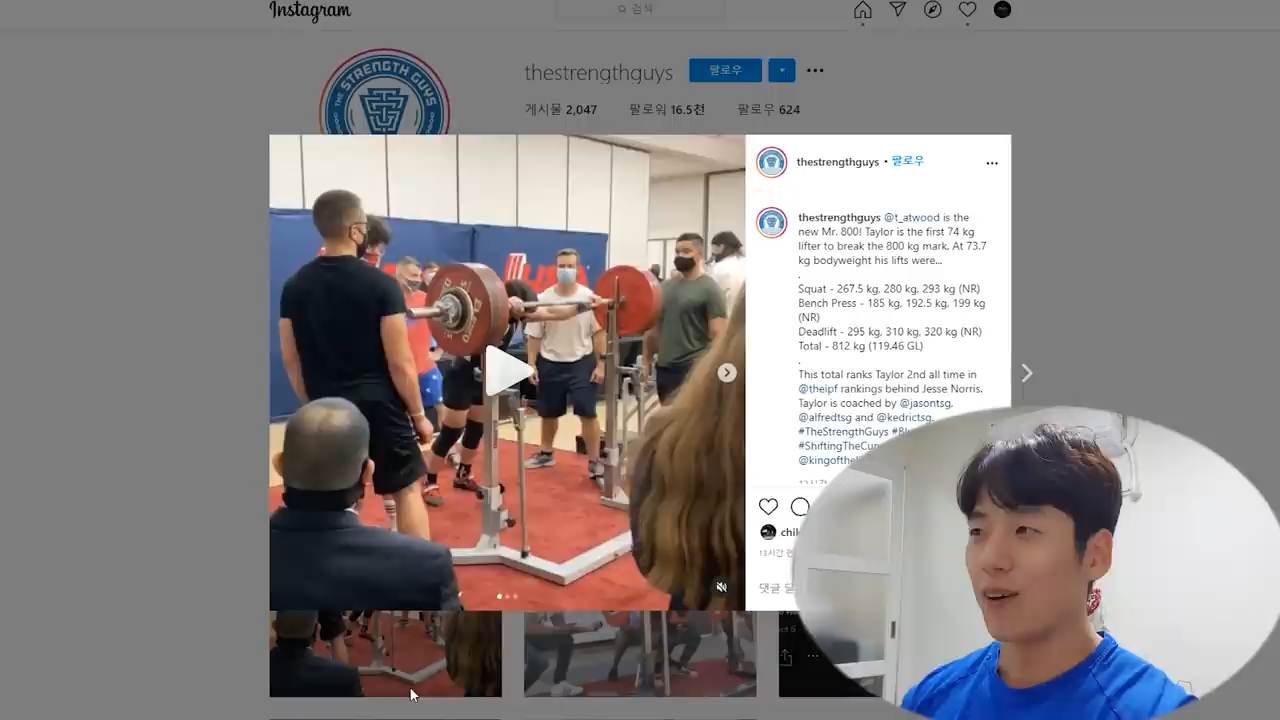 Instagram
검색
THE STRENGTH GUYS
thestrengthguys 팔로우
게시물 2,047 팔로워 16.5천 팔로우 624
thestrengthguys • 팔로우
thestrengthguys @t_atwood is the
new Mr. 800! Taylor is the first 74 kg
lifter to break the 800 kg mark. At 73.7
kg bodyweight his lifts were...
.
Squat - 267.5 kg, 280 kg, 293 kg (NR)
Bench Press - 185 kg, 192.5 kg, 199 kg
(NR)
Deadlift - 295 kg, 310 kg, 320 kg (NR)
Total - 812 kg (119.46 GL)
.
This total ranks Taylor 2nd all time in
@theipf rankings behind Jesse Norris.
Taylor is coached by @jasontsg,
@alfredtsg and @kedrictsg.
#TheStrengthGuys